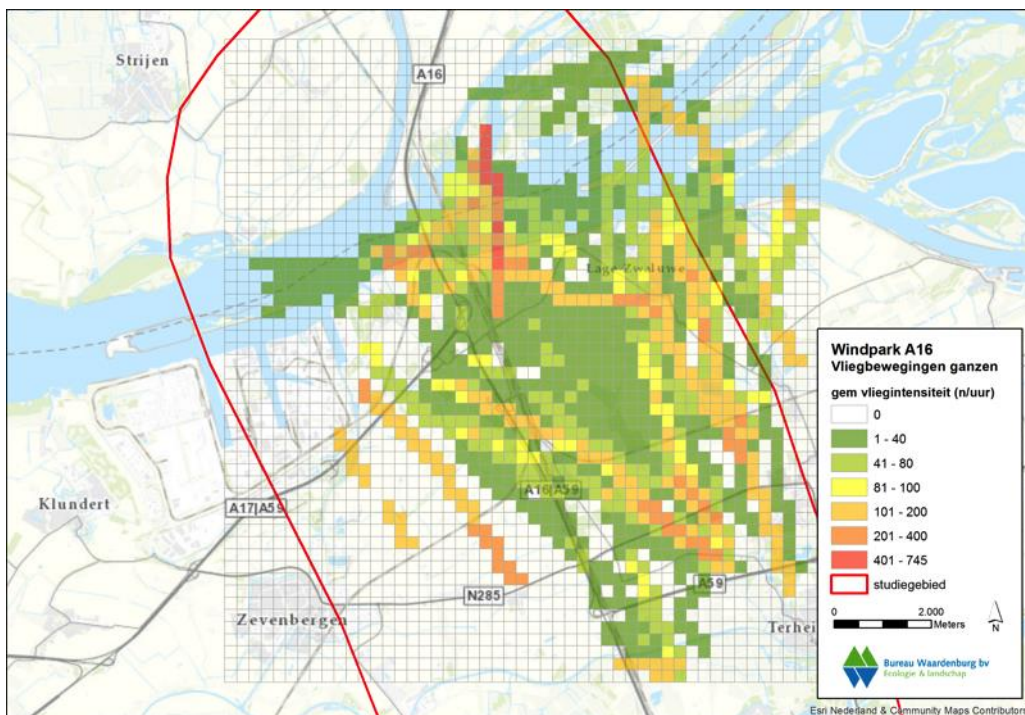 Strijen
A16
Lage Zwaluwe
Klundert
A17|A59
A16|A59
A59
N285
Zevenbergen
Terhei
Windpark A16
Vliegbewegingen ganzen
gem vliegintensiteit (n/uur)
0
1 - 40
41 - 80
81 - 100
101 - 200
201 - 400
401 - 745
studiegebied
0 2.000
Meters
N
Bureau Waardenburg bv
Ecologie & landschap
Esri Nederland & Community Maps Contributors